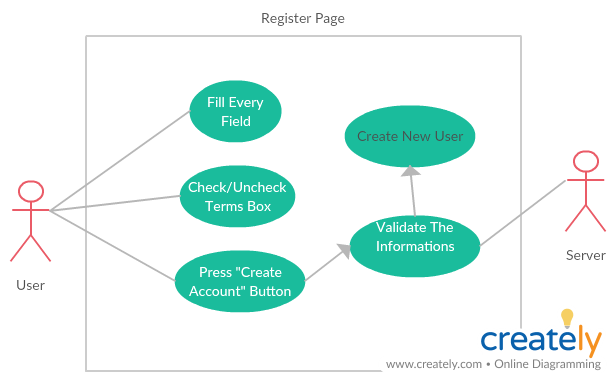 Register Page
Fill Every
Field
Create New User
Check/Uncheck
Terms Box
Validate The
Informations
Press "Create
Account" Button
User
Server
creately
www.creately.com • Online Diagramming